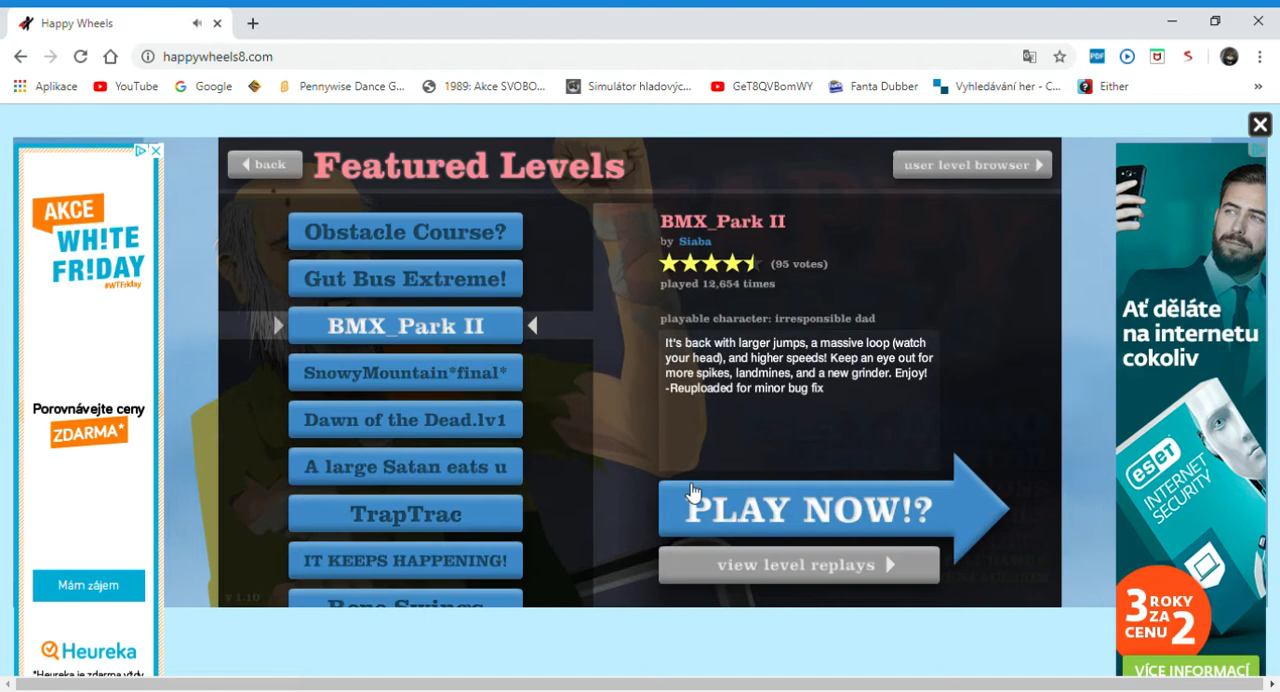 Happy Wheels
happywheels8.com
PDF
S
Aplikace
YouTube
Google
Pennywise Dance G...
1989: Akce SVOBO...
Simulátor hladovýc...
GeT8QVBomWY
Fanta Dubber
Vyhledávání her - C...
Either
»
AKCE
WH!TE
FR!DAY
#WTFriday
Porovnávejte ceny
ZDARMA*
Mám zájem
Heureka
*Heureka je zdarma vždy
back
Featured Levels
user level browser
Obstacle Course?
Gut Bus Extreme!
BMX_Park II
SnowyMountain*final*
Dawn of the Dead.lv1
A large Satan eats u
TrapTrac
IT KEEPS HAPPENING!
v 1.10
BMX_Park II
by Siaba
(95 votes)
played 12,654 times
playable character: irresponsible dad
It's back with larger jumps, a massive loop (watch
your head), and higher speeds! Keep an eye out for
more spikes, landmines, and a new grinder. Enjoy!
-Reuploaded for minor bug fix
PLAY NOW!?
view level replays
Ať děláte
na internetu
cokoliv
eset
INTERNET
SECURITY
3 ROKY
ZA
CENU 2
VÍCE INFORMACÍ